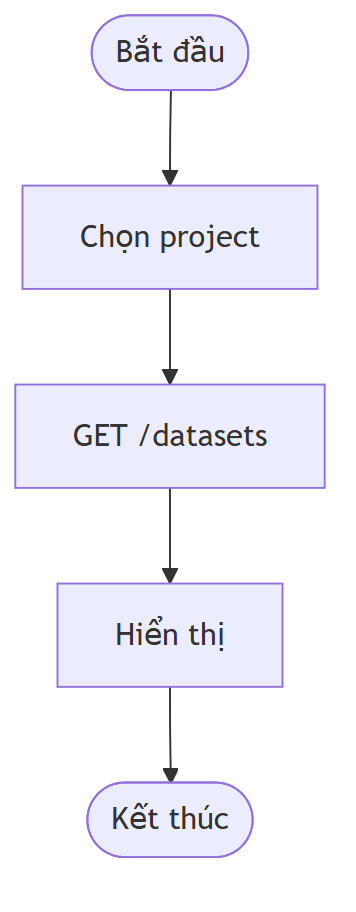 Bắt đầu
Chọn project
GET /datasets
Hiển thị
Kết thúc